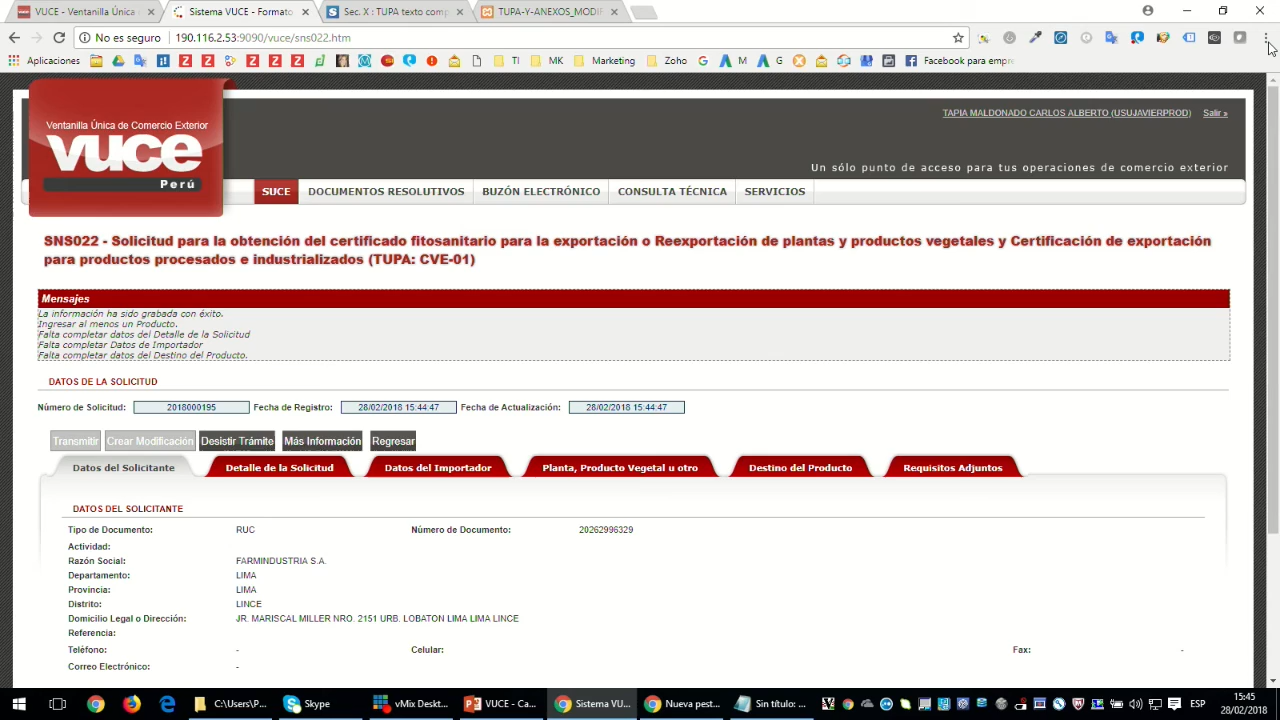 VUCE - Ventanilla Única
Sistema VUCE - Formato
Sec. X : TUPA texto comp
TUPA-Y-ANEXOS_MODIF
No es seguro
190.116.2.53:9090/vuce/sns022.htm
Aplicaciones
TI
MK
Marketing
Zoho
M
G
Facebook para empre
Ventanilla Única de Comercio Exterior
vuce
Perú
TAPIA MALDONADO CARLOS ALBERTO (USUJAVIERPROD)
Salir »
Un sólo punto de acceso para tus operaciones de comercio exterior
SUCE
DOCUMENTOS RESOLUTIVOS
BUZÓN ELECTRÓNICO
CONSULTA TÉCNICA
SERVICIOS
SNS022 - Solicitud para la obtención del certificado fitosanitario para la exportación o Reexportación de plantas y productos vegetales y Certificación de exportación
para productos procesados e industrializados (TUPA: CVE-01)
Mensajes
La información ha sido grabada con éxito.
Ingresar al menos un Producto.
Falta completar datos del Detalle de la Solicitud
Falta completar Datos de Importador
Falta completar datos del Destino del Producto.
DATOS DE LA SOLICITUD
Número de Solicitud: 2018000195 Fecha de Registro: 28/02/2018 15:44:47 Fecha de Actualización: 28/02/2018 15:44:47
Transmitir Crear Modificación Desistir Trámite Más Información Regresar
Datos del Solicitante
Detalle de la Solicitud
Datos del Importador
Planta, Producto Vegetal u otro
Destino del Producto
Requisitos Adjuntos
DATOS DEL SOLICITANTE
Tipo de Documento: RUC Número de Documento: 20262996329
Actividad:
Razón Social: FARMINDUSTRIA S.A.
Departamento: LIMA
Provincia: LIMA
Distrito: LINCE
Domicilio Legal o Dirección: JR. MARISCAL MILLER NRO. 2151 URB. LOBATON LIMA LIMA LINCE
Referencia:
Teléfono: - Celular: Fax: -
Correo Electrónico: -
C:\Users\P...
Skype
vMix Deskt...
VUCE - Ca...
Sistema VU...
Nueva pest...
Sin título: ...
ESP
15:45
28/02/2018